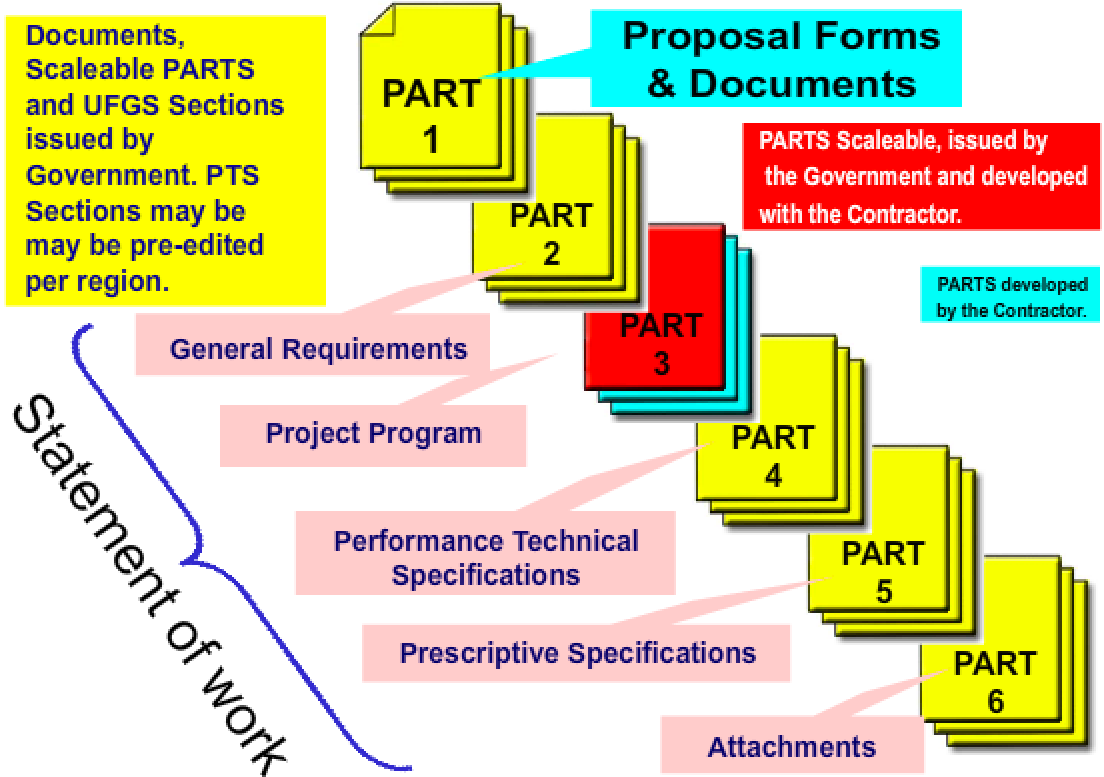 Documents,
Scaleable PARTS
and UFGS Sections
issued by
Government. PTS
Sections may be
may be pre-edited
per region.
PART
1
Proposal Forms
& Documents
PARTS Scaleable, issued by
the Government and developed
with the Contractor.
PARTS developed
by the Contractor.
PART
2
General Requirements
PART
3
Project Program
PART
4
Performance Technical
Specifications
PART
5
Prescriptive Specifications
PART
6
Attachments
Statement of work